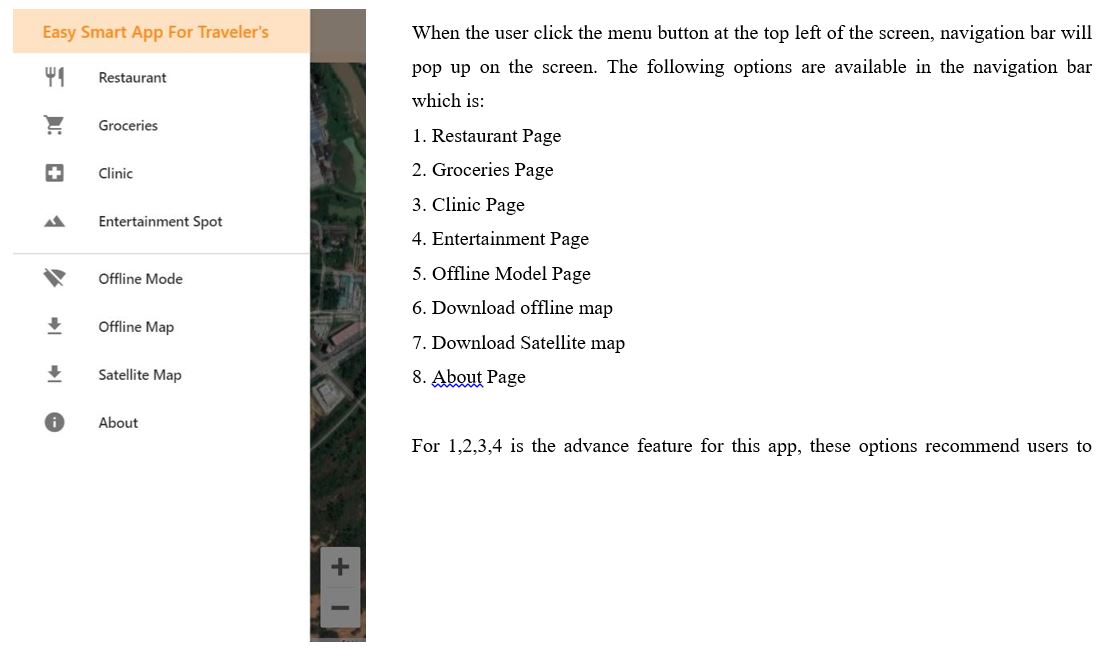 Easy Smart App For Traveler's
Restaurant
Groceries
Clinic
Entertainment Spot
Offline Mode
Offline Map
Satellite Map
About
+
−
When the user click the menu button at the top left of the screen, navigation bar will
pop up on the screen. The following options are available in the navigation bar
which is:
1. Restaurant Page
2. Groceries Page
3. Clinic Page
4. Entertainment Page
5. Offline Model Page
6. Download offline map
7. Download Satellite map
8. About Page
For 1,2,3,4 is the advance feature for this app, these options recommend users to